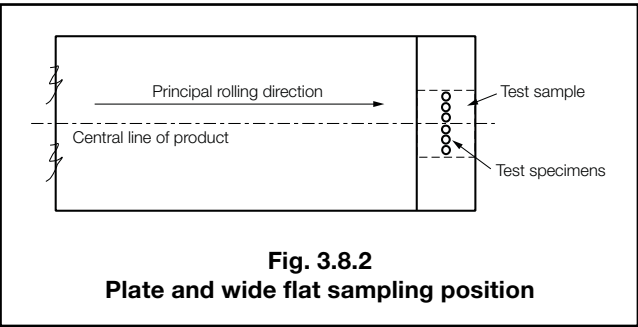 Principal rolling direction
Test sample
Central line of product
Test specimens
Fig. 3.8.2
Plate and wide flat sampling position